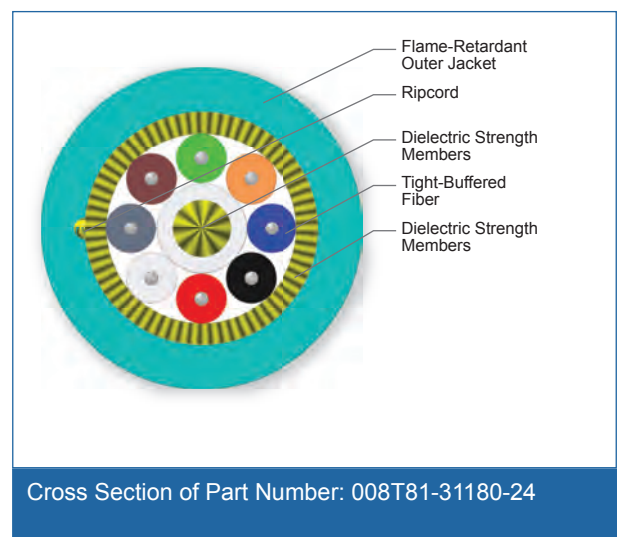 Flame-Retardant
Outer Jacket
Ripcord
Dielectric Strength
Members
Tight-Buffered
Fiber
Dielectric Strength
Members
Cross Section of Part Number: 008T81-31180-24